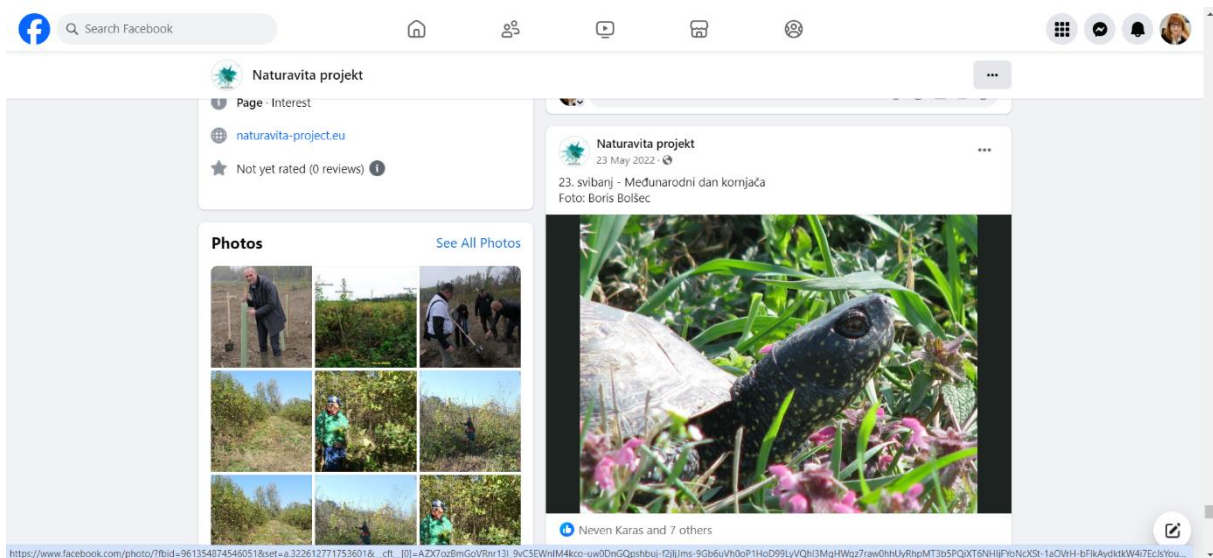 Search Facebook
Naturavita projekt
Page · Interest
naturavita-project.eu
Not yet rated (0 reviews)
Photos
See All Photos
Naturavita projekt
23 May 2022 ·
23. svibanj - Međunarodni dan kornjača
Foto: Boris Bolšec
Neven Karas and 7 others